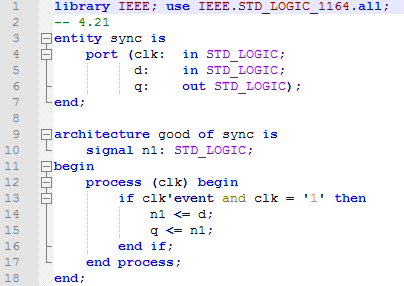 1 library IEEE; use IEEE.STD_LOGIC_1164.all;
2 -- 4.21
3 entity sync is
4 port (clk: in STD_LOGIC;
5 d: in STD_LOGIC;
6 q: out STD_LOGIC);
7 end;
8
9 architecture good of sync is
10 signal n1: STD_LOGIC;
11 begin
12 process (clk) begin
13 if clk'event and clk = '1' then
14 n1 <= d;
15 q <= n1;
16 end if;
17 end process;
18 end;